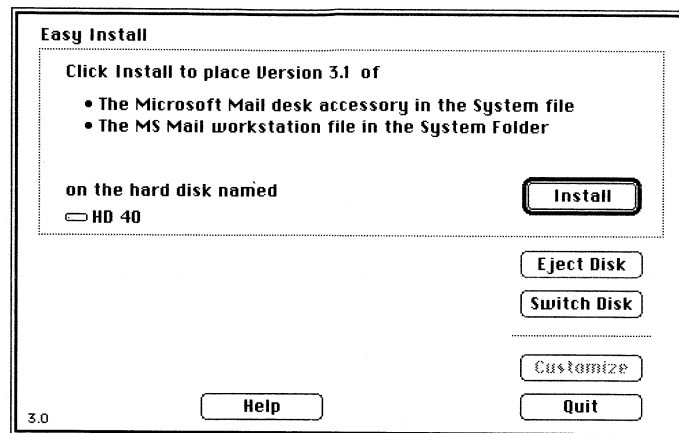 Easy Install
Click Install to place Version 3.1 of
• The Microsoft Mail desk accessory in the System file
• The MS Mail workstation file in the System Folder
on the hard disk named
HD 40
Install
Eject Disk
Switch Disk
Customize
Help
Quit
3.0